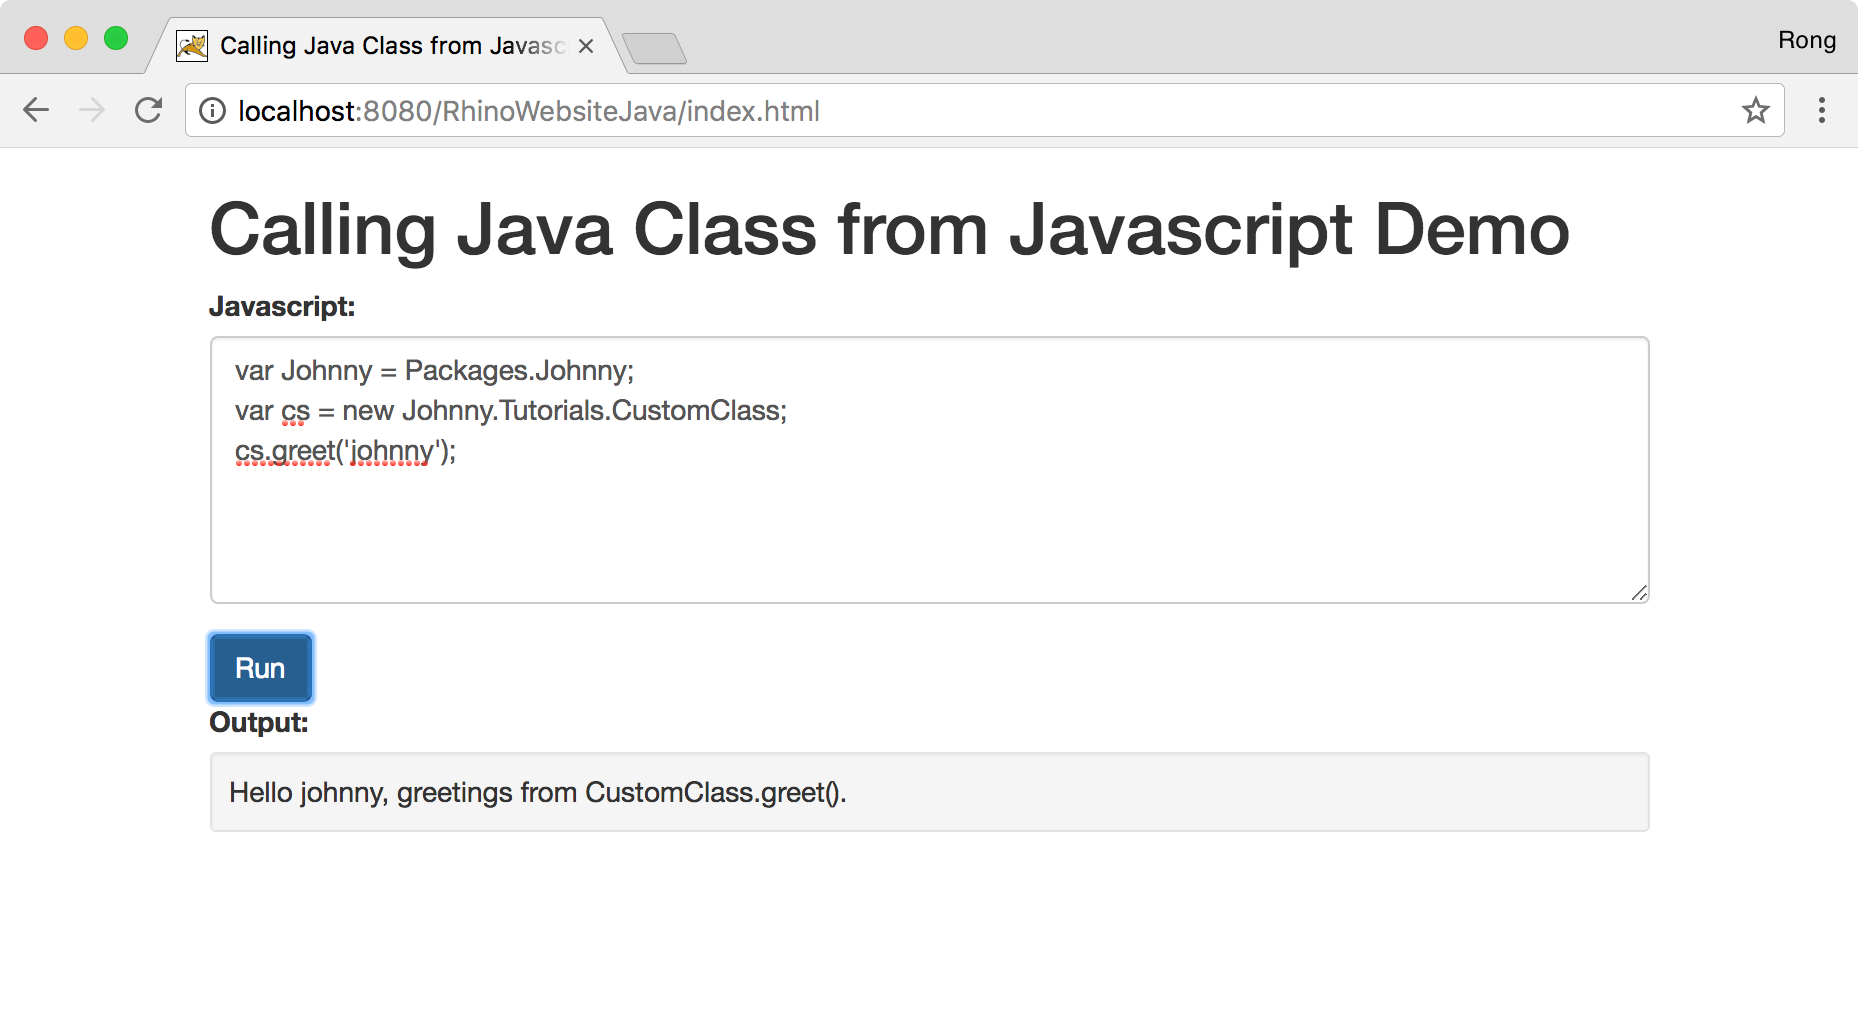 Calling Java Class from Javasc
Rong
localhost:8080/RhinoWebsiteJava/index.html
Calling Java Class from Javascript Demo
Javascript:
var Johnny = Packages.Johnny;
var cs = new Johnny.Tutorials.CustomClass;
cs.greet('johnny');
Run
Output:
Hello johnny, greetings from CustomClass.greet().